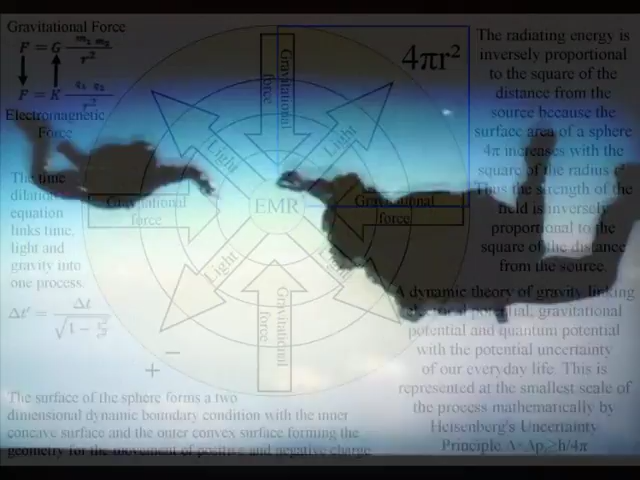 Gravitational Force
F = G m₁ m₂ / r²
F = K q₁ q₂ / r²
Electromagnetic
Force
The time
dilation
equation
links time,
light and
gravity into
one process.
Δt' = Δt / √1 −
+ −
Gravitational
force
Light
Light
Gravitational
force
EMR
Gravitational
force
Light
Light
Gravitational
force
4πr²
The radiating energy is
inversely proportional
to the square of the
distance from the
source because the
surface area of a sphere
4π increases with the
square of the radius
Thus the strength of the
field is inversely
proportional to the
square of the distance
from the source.
A dynamic theory of gravity linking
potential, gravitational
potential and quantum potential
with the potential uncertainty
of our everyday life. This is
represented at the smallest scale of
the process mathematically by
Heisenberg's Uncertainty
Principle Δ×Δpₓ≥h/4π
The surface of the sphere forms a two
dimensional dynamic boundary condition with the inner
concave surface and the outer convex surface forming the
geometry for the movement of positive and negative charge